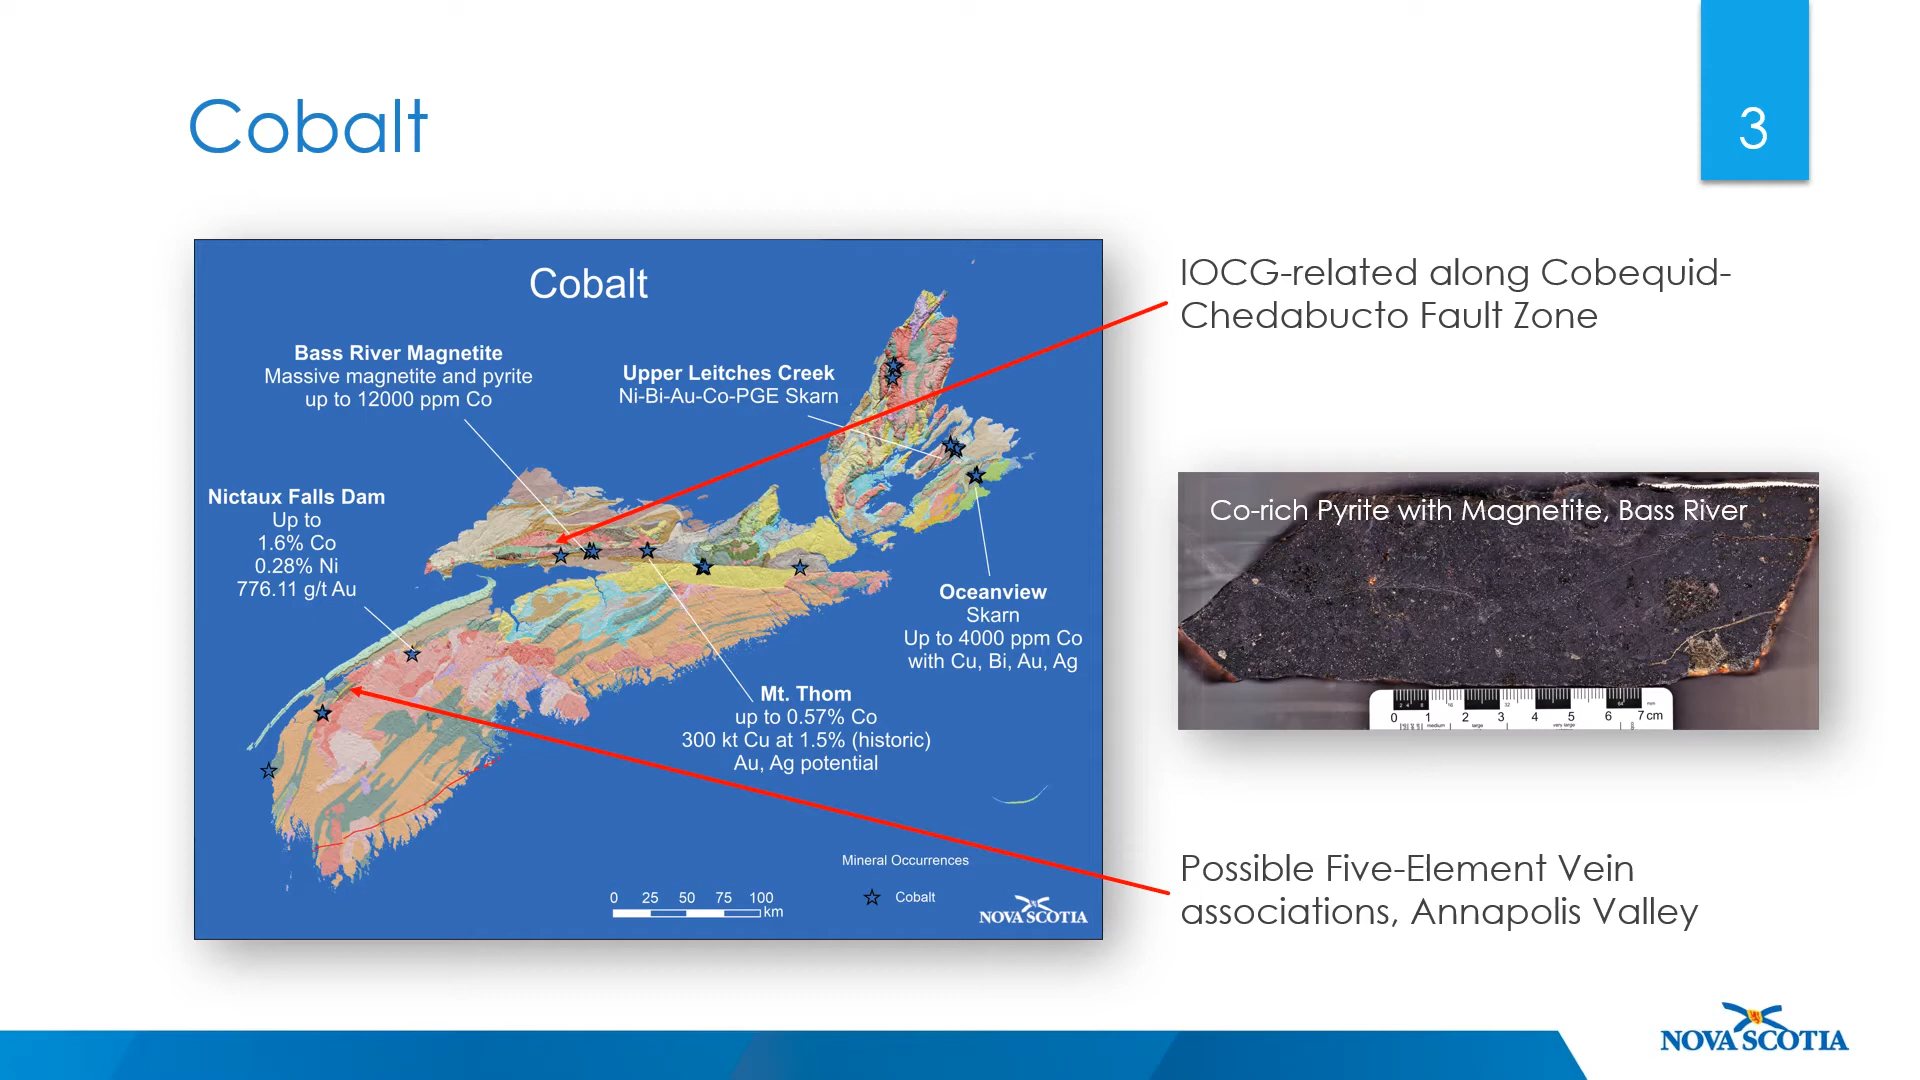 Cobalt
3
Cobalt
Bass River Magnetite
Massive magnetite and pyrite
up to 12000 ppm Co
Upper Leitches Creek
Ni-Bi-Au-Co-PGE Skarn
Nictaux Falls Dam
Up to
1.6% Co
0.28% Ni
776.11 g/t Au
Oceanview
Skarn
Up to 4000 ppm Co
with Cu, Bi, Au, Ag
Mt. Thom
up to 0.57% Co
300 kt Cu at 1.5% (historic)
Au, Ag potential
Mineral Occurrences
Cobalt
0 25 50 75 100
km
NOVA SCOTIA
IOCG-related along Cobequid-
Chedabucto Fault Zone
Co-rich Pyrite with Magnetite, Bass River
0 1 2 3 4 5 6 7 cm
Possible Five-Element Vein
associations, Annapolis Valley
NOVA SCOTIA